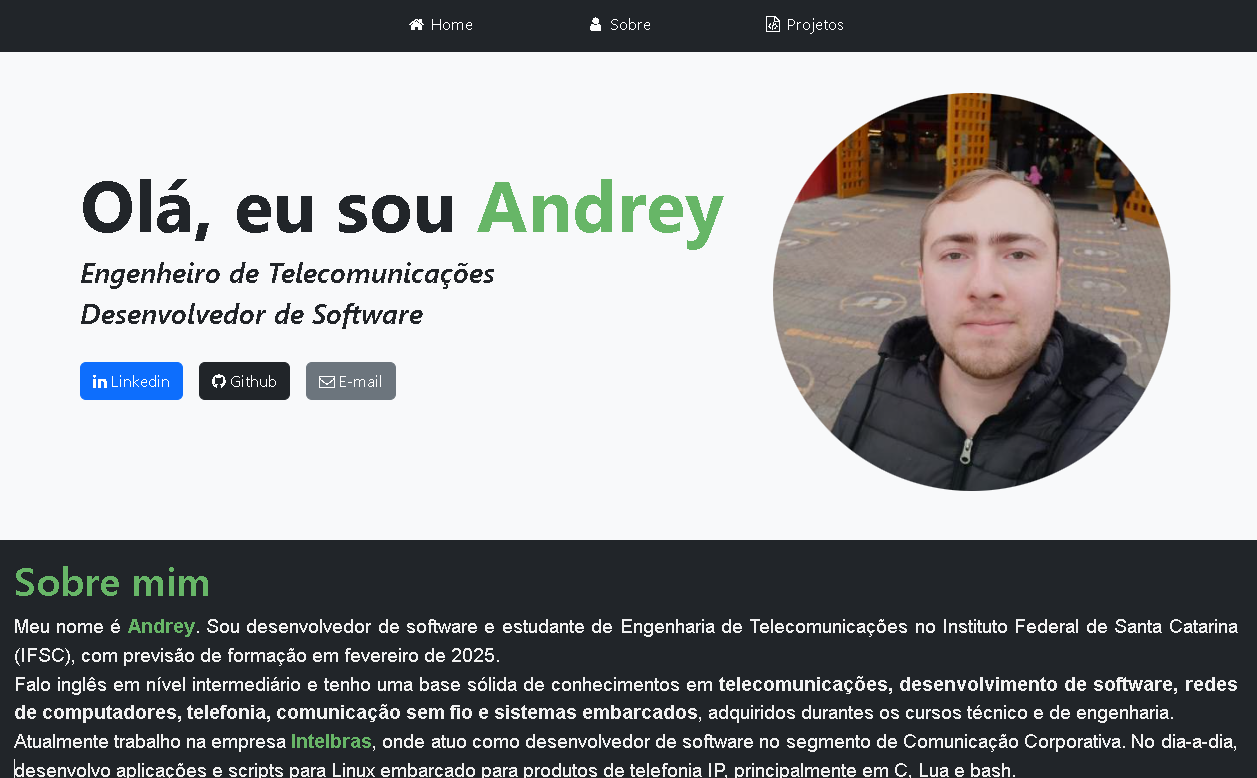 Home Sobre Projetos
Olá, eu sou Andrey
Engenheiro de Telecomunicações
Desenvolvedor de Software
Linkedin Github E-mail
Sobre mim
Meu nome é Andrey. Sou desenvolvedor de software e estudante de Engenharia de Telecomunicações no Instituto Federal de Santa Catarina
(IFSC), com previsão de formação em fevereiro de 2025.
Falo inglês em nível intermediário e tenho uma base sólida de conhecimentos em telecomunicações, desenvolvimento de software, redes
de computadores, telefonia, comunicação sem fio e sistemas embarcados, adquiridos durantes os cursos técnico e de engenharia.
Atualmente trabalho na empresa Intelbras, onde atuo como desenvolvedor de software no segmento de Comunicação Corporativa. No dia-a-dia,
desenvolvo aplicações e scripts para Linux embarcado para produtos de telefonia IP, principalmente em C, Lua e bash.